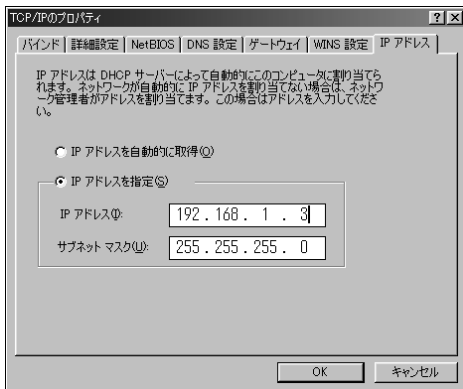 TCP/IPのプロパティ
バインド 詳細設定 NetBIOS DNS 設定 ゲートウェイ WINS 設定 IP アドレス
IP アドレスは DHCP サーバーによって自動的にこのコンピュータに割り当てら
れます。ネットワークが自動的に IP アドレスを割り当てない場合は、ネットワ
ーク管理者がアドレスを割り当てます。この場合はアドレスを入力してくださ
い。
IP アドレスを自動的に取得(O)
IP アドレスを指定(S)
IP アドレス(I): 192.168. 1 . 3
サブネット マスク(U): 255.255.255. 0
OK キャンセル